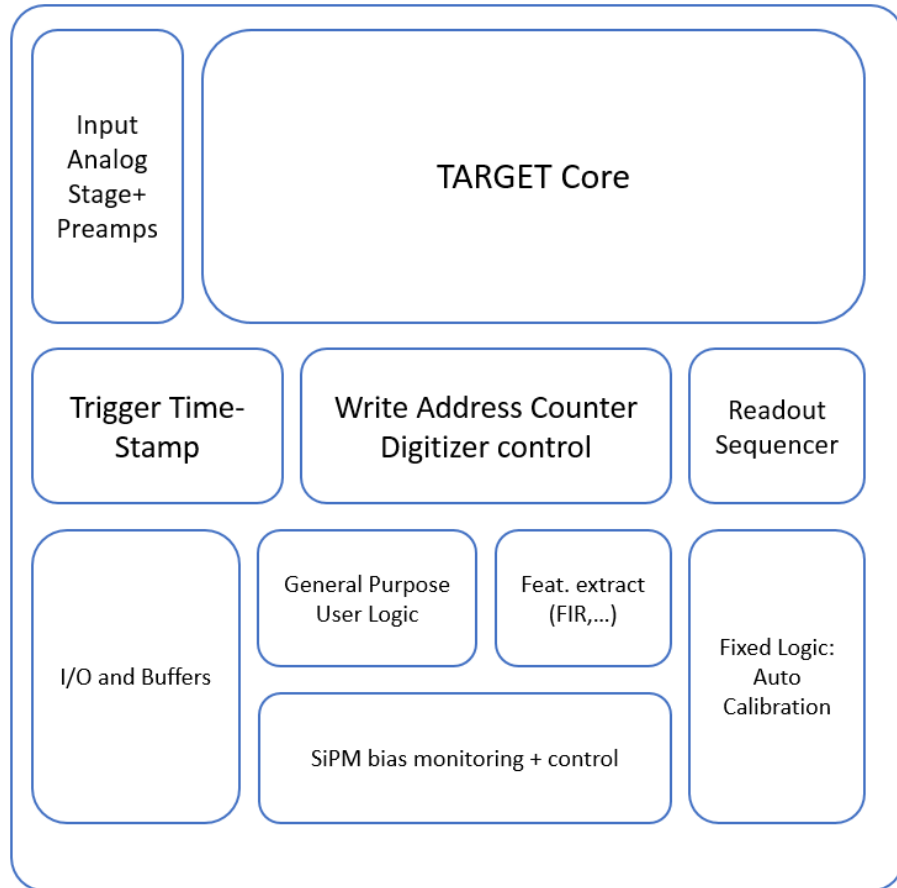 Input
Analog
Stage+
Preamps
TARGET Core
Trigger Time-
Stamp
Write Address Counter
Digitizer control
Readout
Sequencer
I/O and Buffers
General Purpose
User Logic
Feat. extract
(FIR,...)
Fixed Logic:
Auto
Calibration
SiPM bias monitoring + control